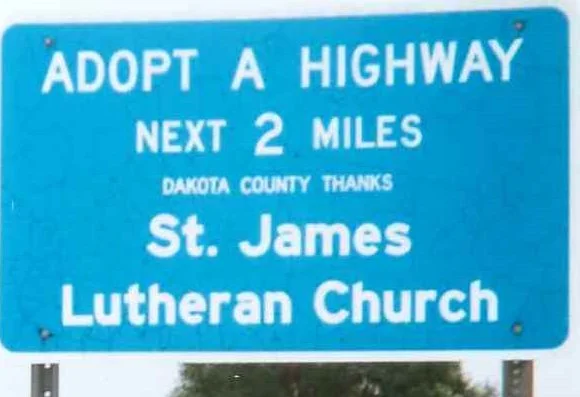 ADOPT A HIGHWAY
NEXT 2 MILES
DAKOTA COUNTY THANKS
St. James
Lutheran Church